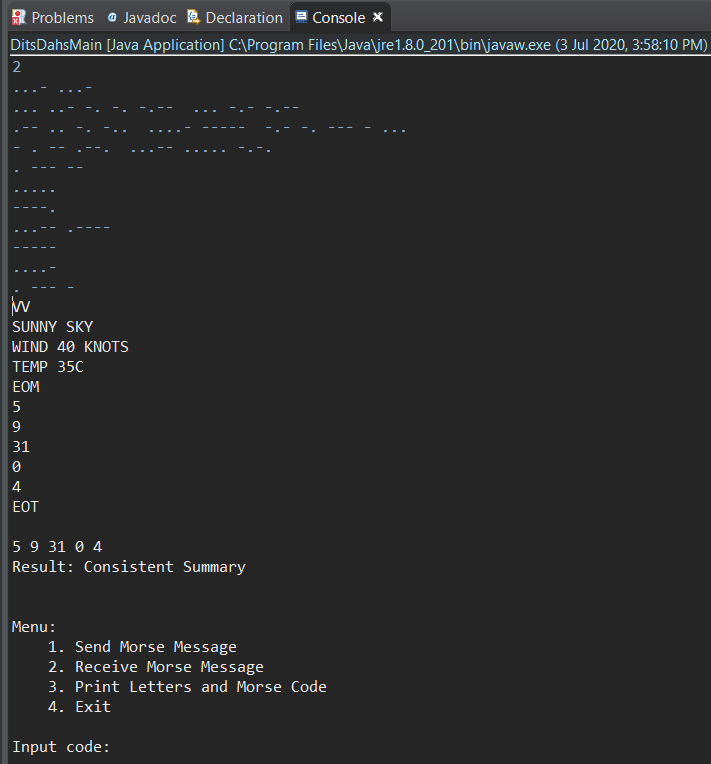 Problems @ Javadoc Declaration Console
DitsDahsMain [Java Application] C:\Program Files\Java\jre1.8.0_201\bin\javaw.exe (3 Jul 2020, 3:58:10 PM)
2
...- ...-
... ..- -. -. -.--  ... -.- -.--
.-- .. -. -..  ....- -----  -.- -. --- - ...
- . -- .--.  ...-- ..... -.-.
. --- --
.....
----.
...-- .----
-----
....-
. --- -
VV
SUNNY SKY
WIND 40 KNOTS
TEMP 35C
EOM
5
9
31
0
4
EOT
5 9 31 0 4
Result: Consistent Summary
Menu:
1. Send Morse Message
2. Receive Morse Message
3. Print Letters and Morse Code
4. Exit
Input code: